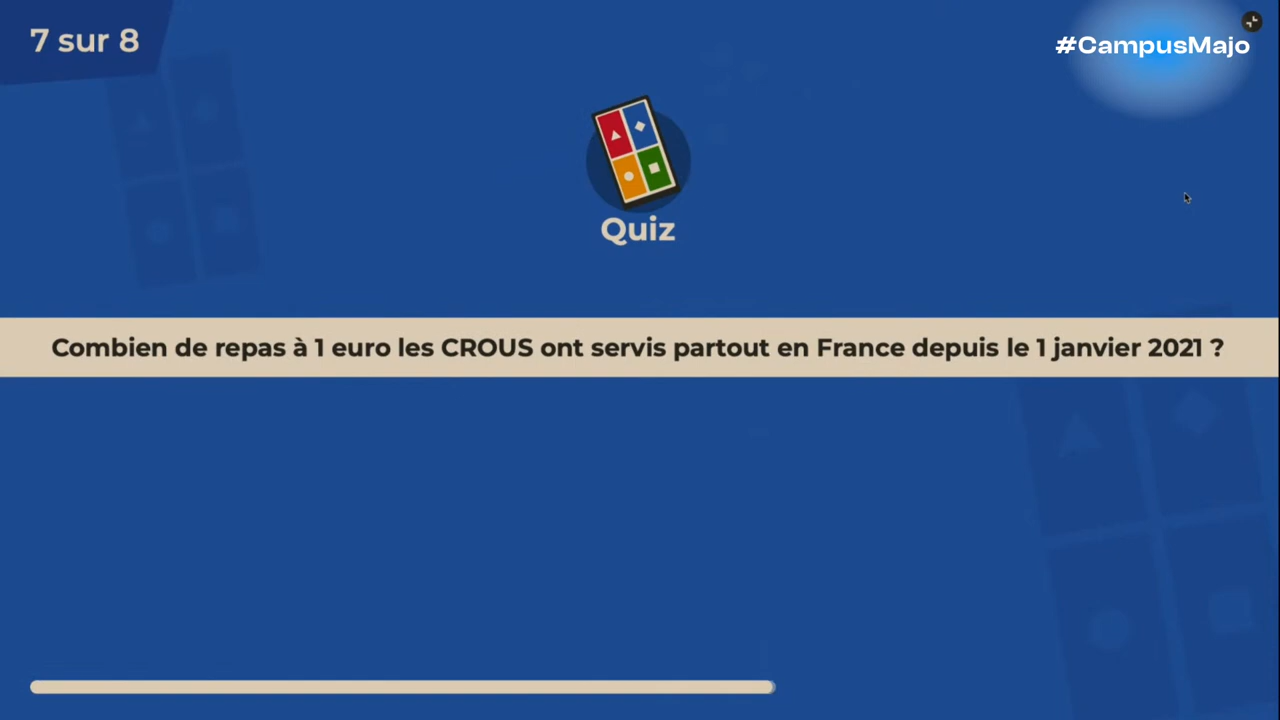 7 sur 8
#CampusMajo
Quiz
Combien de repas à 1 euro les CROUS ont servis partout en France depuis le 1 janvier 2021 ?